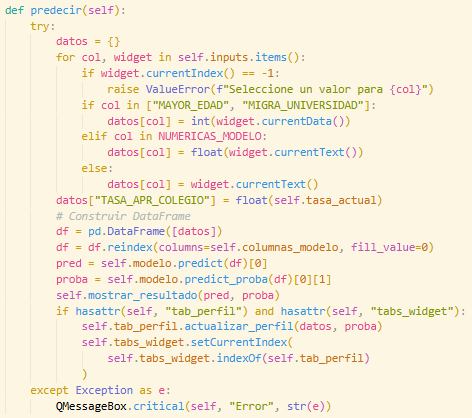 def predecir(self):
    try:
        datos = {}
        for col, widget in self.inputs.items():
            if widget.currentIndex() == -1:
                raise ValueError(f"Seleccione un valor para {col}")
            if col in ["MAYOR_EDAD", "MIGRA_UNIVERSIDAD"]:
                datos[col] = int(widget.currentData())
            elif col in NUMERICAS_MODELO:
                datos[col] = float(widget.currentText())
            else:
                datos[col] = widget.currentText()
        datos["TASA_APR_COLEGIO"] = float(self.tasa_actual)
        # Construir DataFrame
        df = pd.DataFrame([datos])
        df = df.reindex(columns=self.columnas_modelo, fill_value=0)
        pred = self.modelo.predict(df)[0]
        proba = self.modelo.predict_proba(df)[0][1]
        self.mostrar_resultado(pred, proba)
        if hasattr(self, "tab_perfil") and hasattr(self, "tabs_widget"):
            self.tab_perfil.actualizar_perfil(datos, proba)
            self.tabs_widget.setCurrentIndex(
                self.tabs_widget.indexOf(self.tab_perfil)
            )
    except Exception as e:
        QMessageBox.critical(self, "Error", str(e))